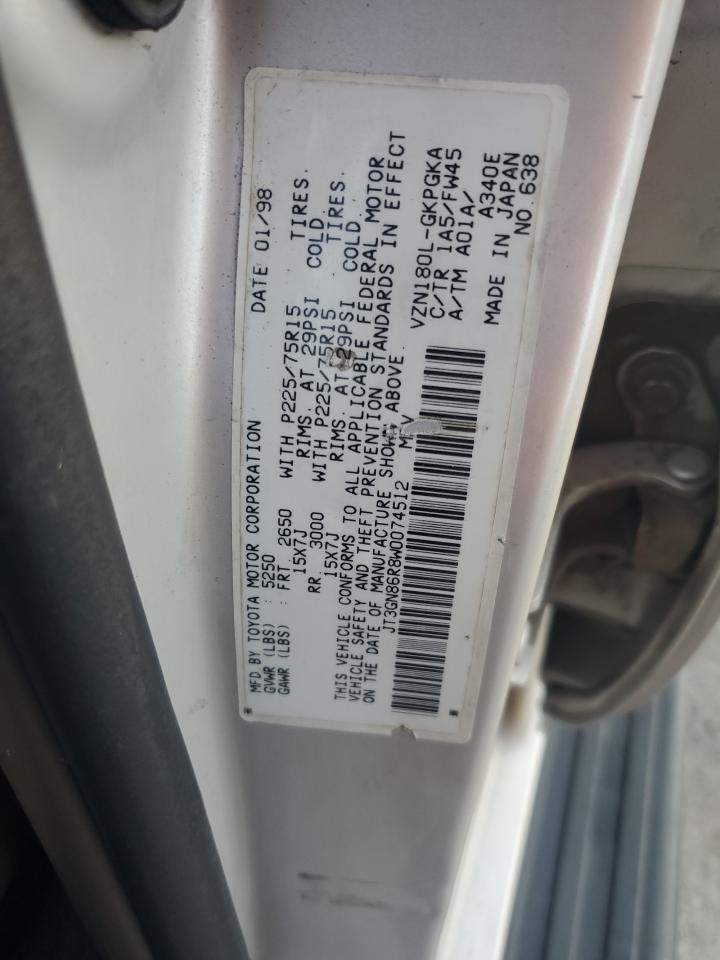 MFD BY TOYOTA MOTOR CORPORATION DATE 01/98
GVWR (LBS) : 5250
GAWR (LBS) : FRT. 2650 WITH P225/75R15 TIRES.
15X7J RIMS. AT 29PSI COLD.
RR. 3000 WITH P225/75R15 TIRES.
15X7J RIMS. AT 29PSI COLD.
THIS VEHICLE CONFORMS TO ALL APPLICABLE FEDERAL MOTOR
VEHICLE SAFETY AND THEFT PREVENTION STANDARDS IN EFFECT
ON THE DATE OF MANUFACTURE SHOWN ABOVE.
JT3GN86R8W0074512 MPV
VZN180L-GKPGKA
C/TR 1A5/FW45
A/TM A01A/ A340E
MADE IN JAPAN
NO.638